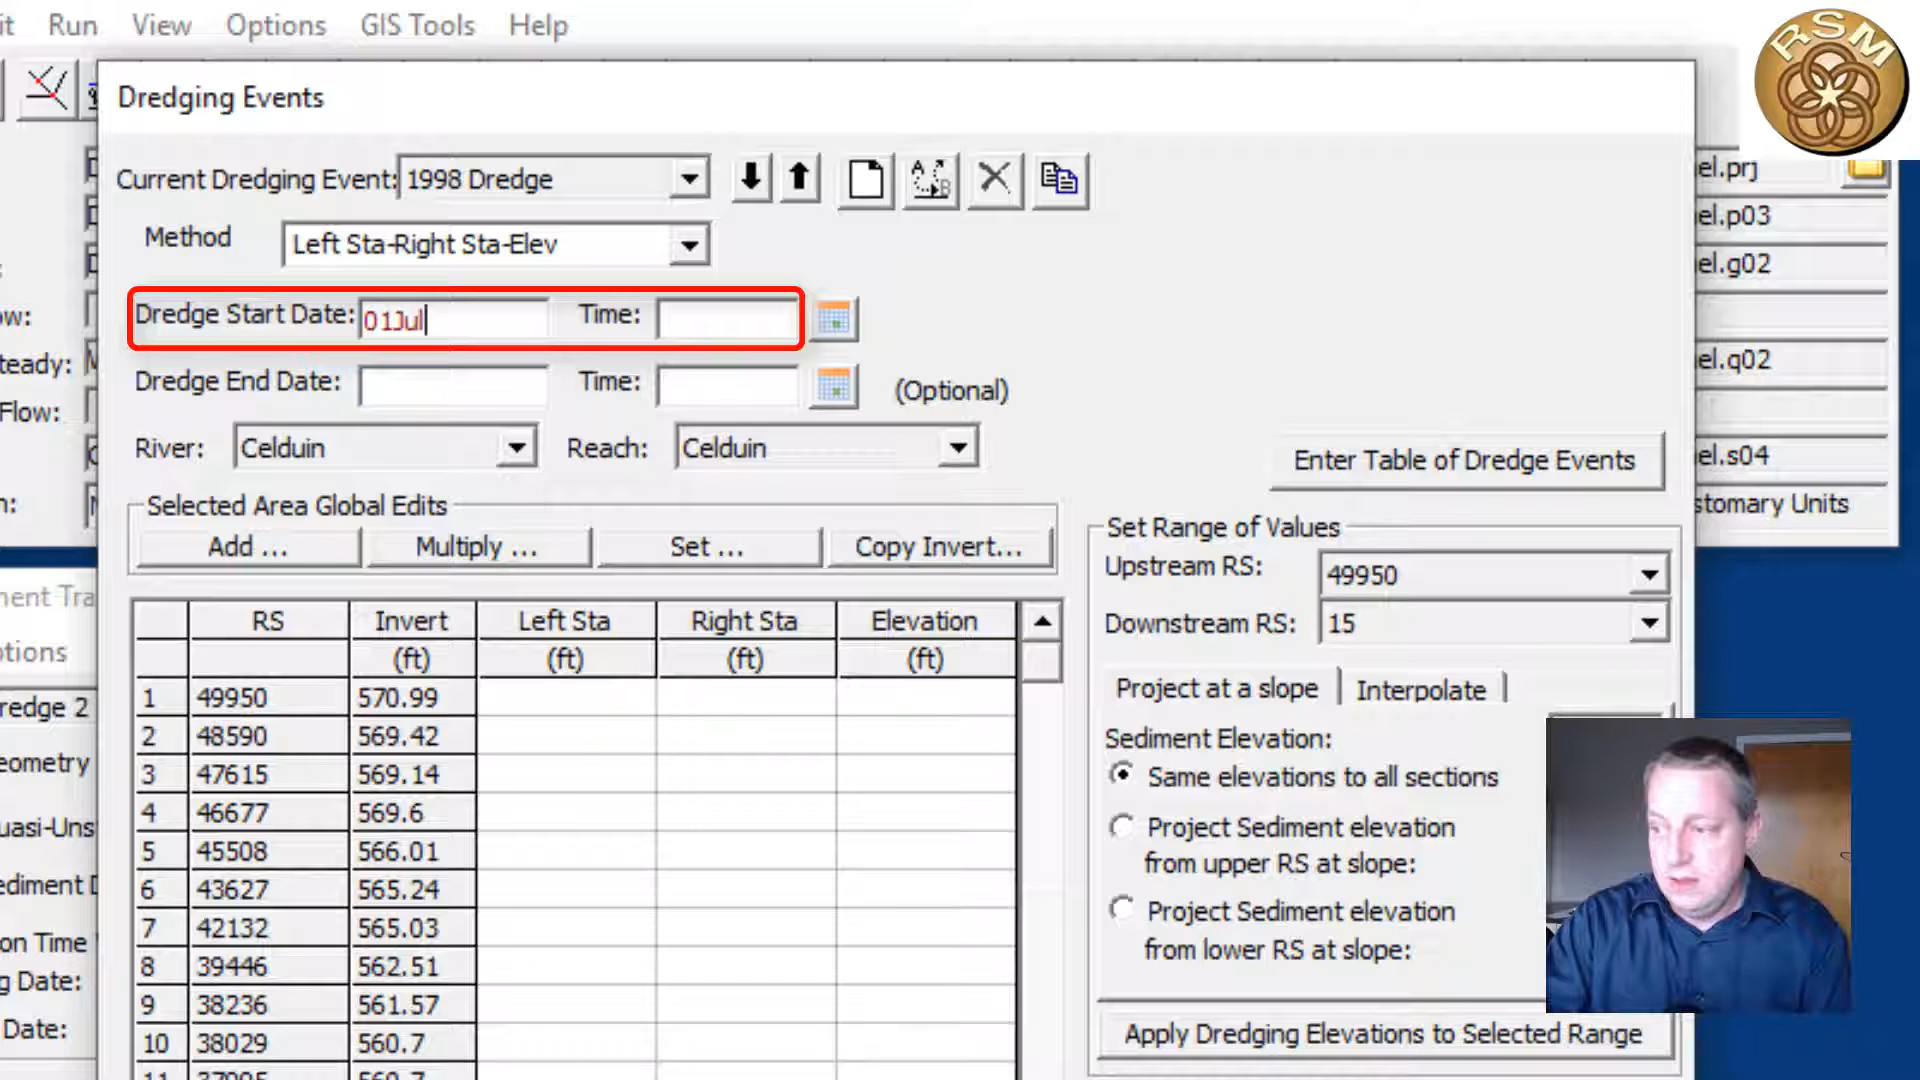 it Run View Options GIS Tools Help
RSM
Dredging Events
Current Dredging Event: 1998 Dredge
A B
el.prj
Method Left Sta-Right Sta-Elev
el.p03
el.g02
Dredge Start Date: 01Jul Time:
ow:
teady: M
el.q02
Dredge End Date: Time: (Optional)
Flow:
River: Celduin Reach: Celduin
Enter Table of Dredge Events
el.s04
n:
stomary Units
Selected Area Global Edits
Add ... Multiply ... Set ... Copy Invert...
Set Range of Values
Upstream RS: 49950
Downstream RS: 15
nent Tra
ptions
RS Invert Left Sta Right Sta Elevation
(ft) (ft) (ft) (ft)
1 49950 570.99
2 48590 569.42
3 47615 569.14
4 46677 569.6
5 45508 566.01
6 43627 565.24
7 42132 565.03
8 39446 562.51
9 38236 561.57
10 38029 560.7
Project at a slope Interpolate
Sediment Elevation:
Same elevations to all sections
Project Sediment elevation
from upper RS at slope:
Project Sediment elevation
from lower RS at slope:
Apply Dredging Elevations to Selected Range
redge 2
eometry
uasi-Uns
ediment D
on Time
g Date:
Date: